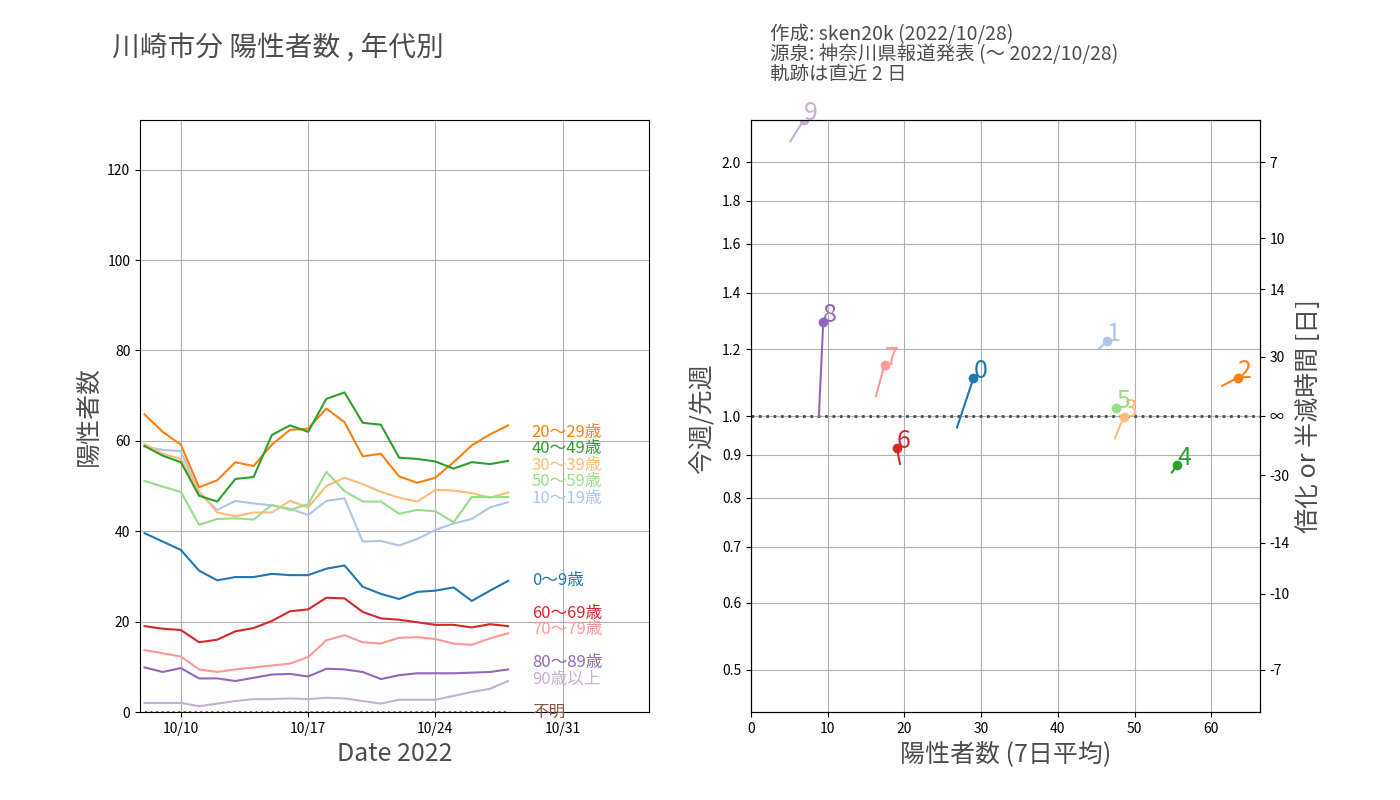 川崎市分 陽性者数 , 年代別
作成: sken20k (2022/10/28)
源泉: 神奈川県報道発表 (〜 2022/10/28)
軌跡は直近 2 日
陽性者数
120
100
80
60
40
20
0
10/10
10/17
10/24
10/31
Date 2022
20〜29歳
40〜49歳
30〜39歳
50〜59歳
10〜19歳
0〜9歳
60〜69歳
70〜79歳
80〜89歳
90歳以上
不明
今週/先週
2.0
1.8
1.6
1.4
1.2
1.0
0.9
0.8
0.7
0.6
0.5
9
8
7
0
1
2
5
3
6
4
0
10
20
30
40
50
60
陽性者数 (7日平均)
7
10
14
30
∞
-30
-14
-10
-7
倍化 or 半減時間 [日]